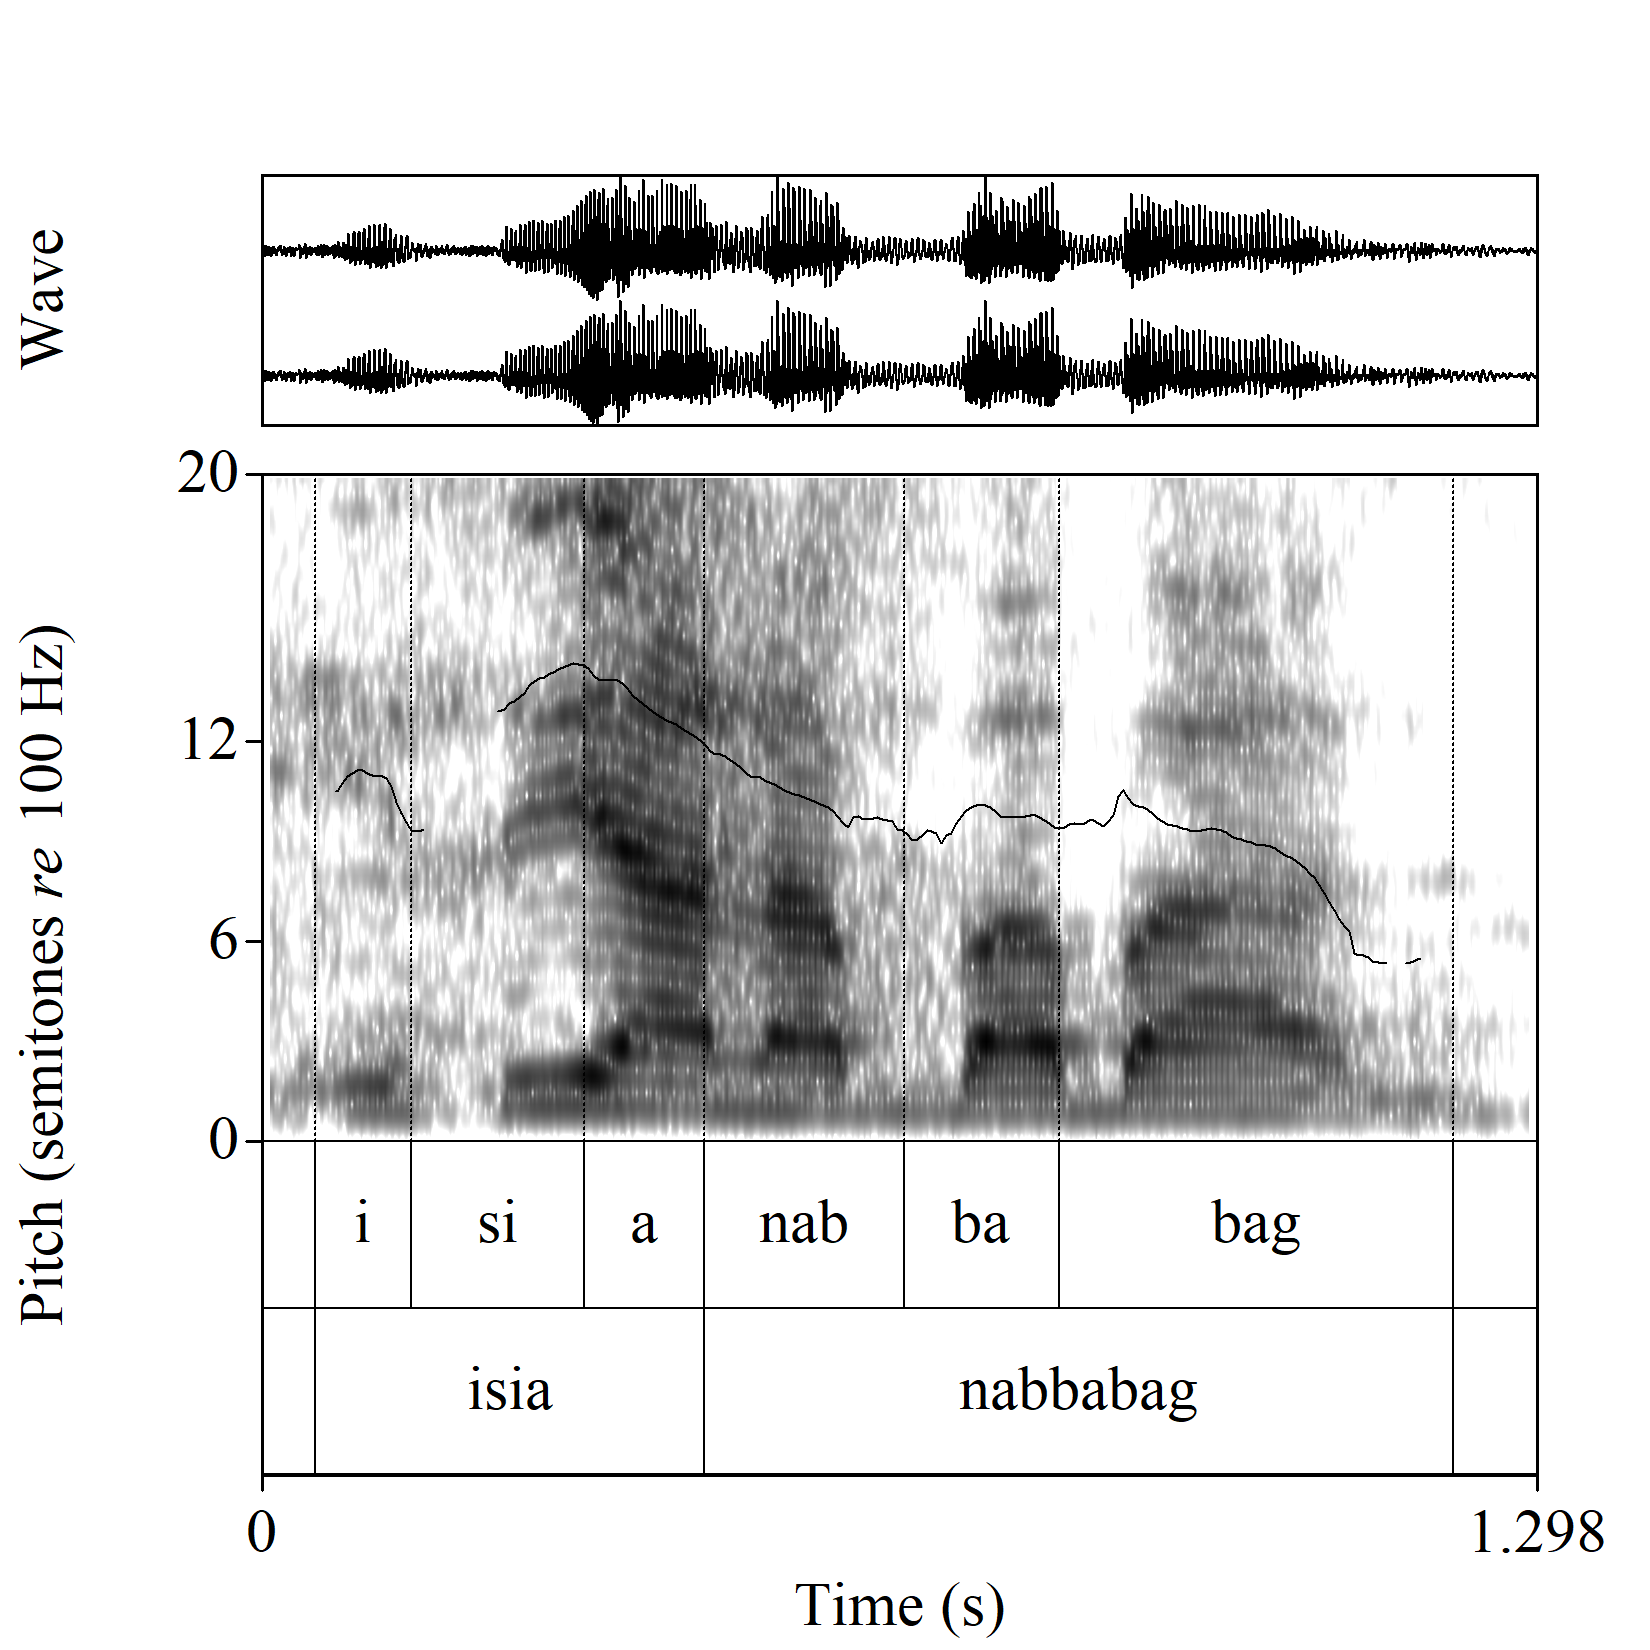 Wave
20
12
6
0
Pitch (semitones re 100 Hz)
i si a nab ba bag
isia nabbabag
0 1.298
Time (s)